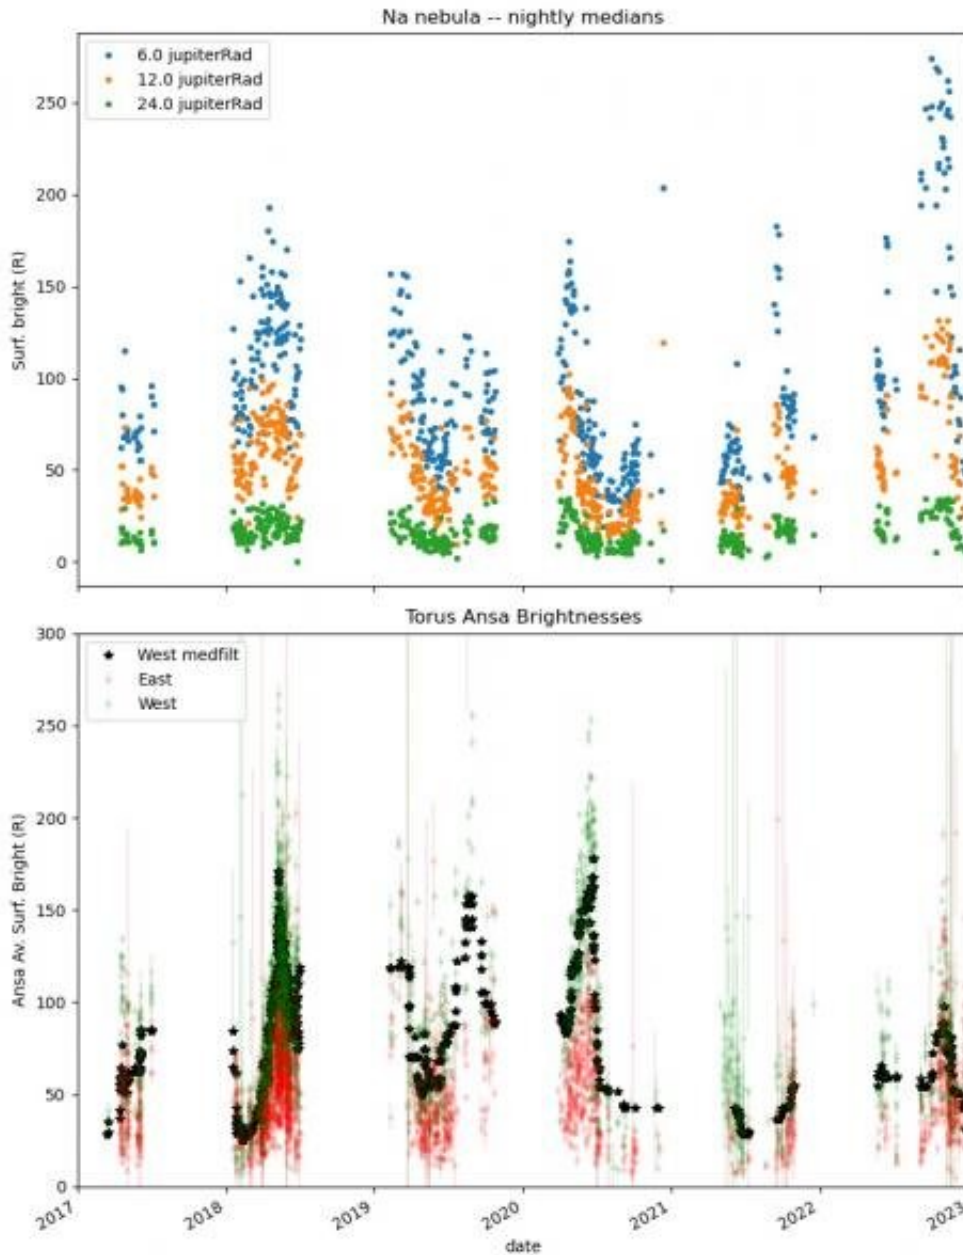 Na nebula -- nightly medians
6.0 jupiterRad
12.0 jupiterRad
24.0 jupiterRad
Surf. bright (R)
250
200
150
100
50
0
Torus Ansa Brightnesses
West medfilt
East
West
Ansa Av. Surf. Bright (R)
300
250
200
150
100
50
0
2017
2018
2019
2020
2021
2022
2023
date